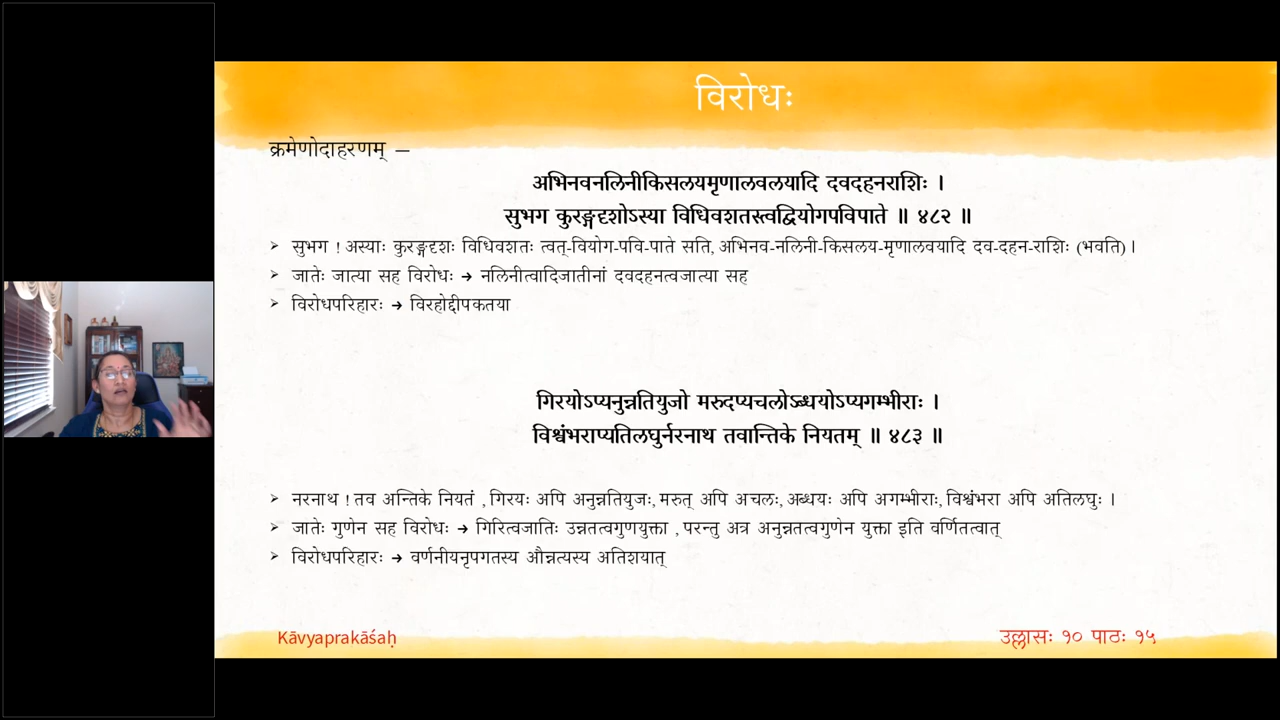 विरोधः
क्रमेणोदाहरणम् –
अभिनवनलिनीकिसलयमृणालवलयादि दवदहनराशिः ।
सुभग कुरङ्गदृशोऽस्या विधिवशतस्त्वद्वियोगपविपाते ॥ ४८२ ॥
➢ सुभग ! अस्याः कुरङ्गदृशः विधिवशतः त्वत्-वियोग-पवि-पाते सति, अभिनव-नलिनी-किसलय-मृणालवयादि दव-दहन-राशिः (भवति) ।
➢ जातेः जात्या सह विरोधः → नलिनीत्वादिजातीनां दवदहनत्वजात्या सह
➢ विरोधपरिहारः → विरहोद्दीपकतया
गिरयोऽप्यनुन्नतियुजो मरुदप्यचलोऽब्धयोऽप्यगम्भीराः ।
विश्वंभराप्यतिलघुर्नरनाथ तवान्तिके नियतम् ॥ ४८३ ॥
➢ नरनाथ ! तव अन्तिके नियतं , गिरयः अपि अनुन्नतियुजः, मरुत् अपि अचलः, अब्धयः अपि अगम्भीराः, विश्वंभरा अपि अतिलघुः ।
➢ जातेः गुणेन सह विरोधः → गिरित्वजातिः उन्नतत्वगुणयुक्ता , परन्तु अत्र अनुन्नतत्वगुणेन युक्ता इति वर्णितत्वात्
➢ विरोधपरिहारः → वर्णनीयनृपगतस्य औन्नत्यस्य अतिशयात्
Kāvyaprakāśaḥ
उल्लासः १० पाठः १५